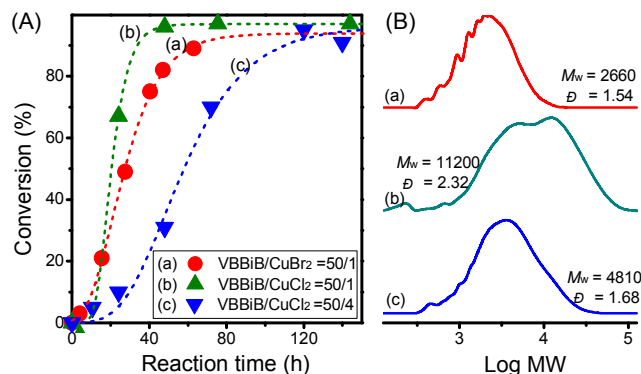 (A)
(B)
80
60
40
20
0
Conversion (%)
(b)
(a)
(c)
(a) VBBiB/CuBr₂ =50/1
(b) VBBiB/CuCl₂ =50/1
(c) VBBiB/CuCl₂ =50/4
0 40 80 120
Reaction time (h)
(a)
Mw = 2660
Đ = 1.54
Mw = 11200
Đ = 2.32
(b)
Mw = 4810
Đ = 1.68
(c)
3 4 5
Log MW